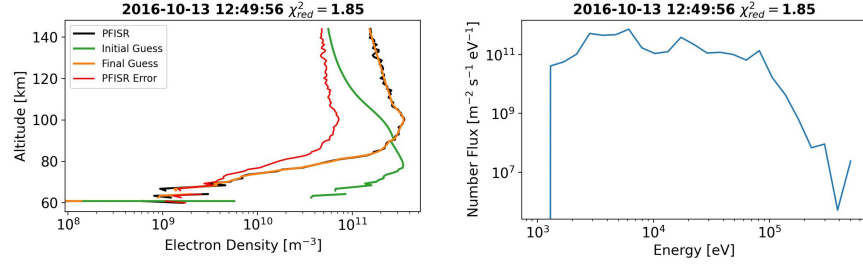 2016-10-13 12:49:56 χ²red = 1.85
PFISR
Initial Guess
Final Guess
PFISR Error
Altitude [km]
140
120
100
80
60
10⁸ 10⁹ 10¹⁰ 10¹¹
Electron Density [m⁻³]
2016-10-13 12:49:56 χ²red = 1.85
Number Flux [m⁻² s⁻¹ eV⁻¹]
10¹¹
10⁹
10⁷
10³ 10⁴ 10⁵
Energy [eV]